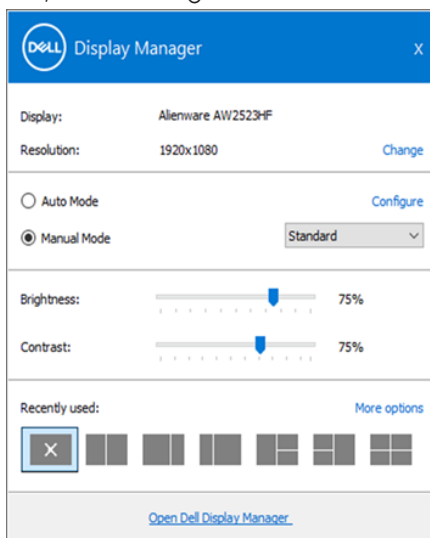 DELL Display Manager X
Display: Alienware AW2523HF
Resolution: 1920x1080 Change
Auto Mode Configure
Manual Mode Standard
Brightness: 75%
Contrast: 75%
Recently used: More options
Open Dell Display Manager